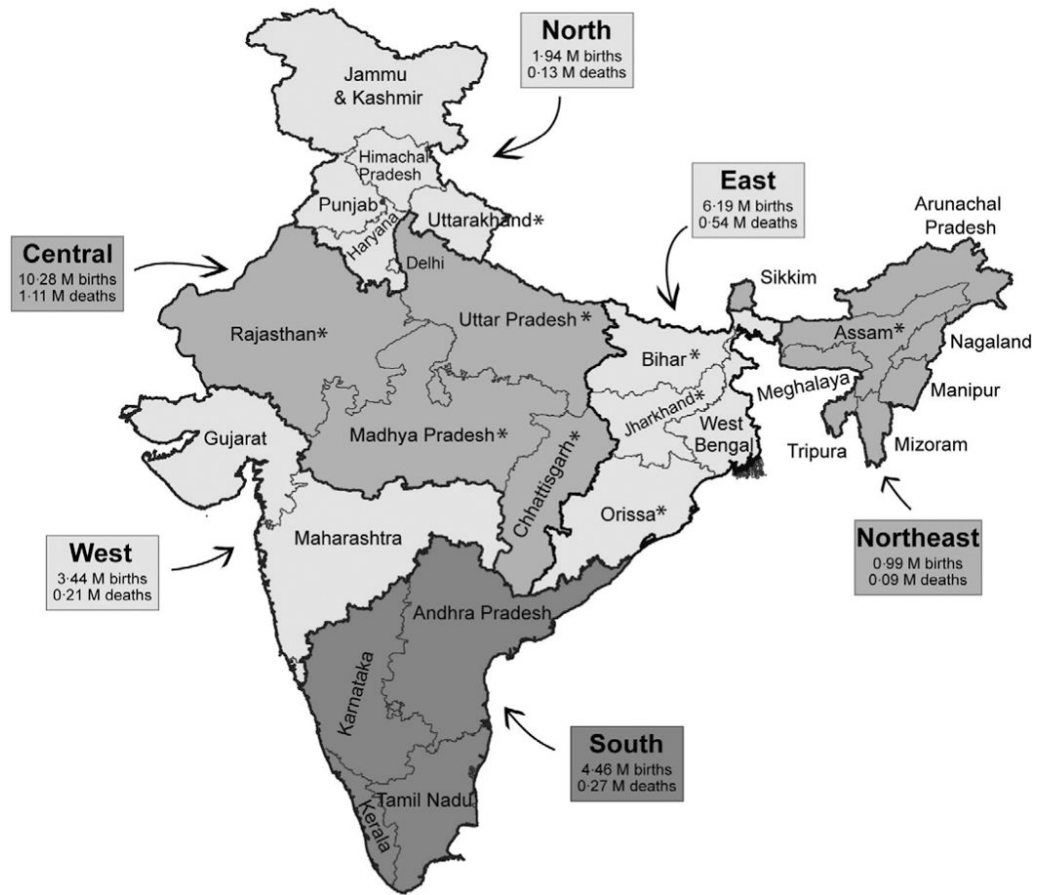 North
1·94 M births
0·13 M deaths
Jammu
& Kashmir
Himachal
Pradesh
Punjab
Haryana
Uttarakhand*
Delhi
East
6·19 M births
0·54 M deaths
Arunachal
Pradesh
Central
10·28 M births
1·11 M deaths
Sikkim
Rajasthan*
Uttar Pradesh*
Assam*
Nagaland
Bihar*
Meghalaya
Manipur
Jharkhand*
Gujarat
Madhya Pradesh*
Chhattisgarh*
West
Bengal
Tripura
Mizoram
Orissa*
Northeast
0·99 M births
0·09 M deaths
West
3·44 M births
0·21 M deaths
Maharashtra
Andhra Pradesh
Karnataka
South
4·46 M births
0·27 M deaths
Tamil Nadu
Kerala